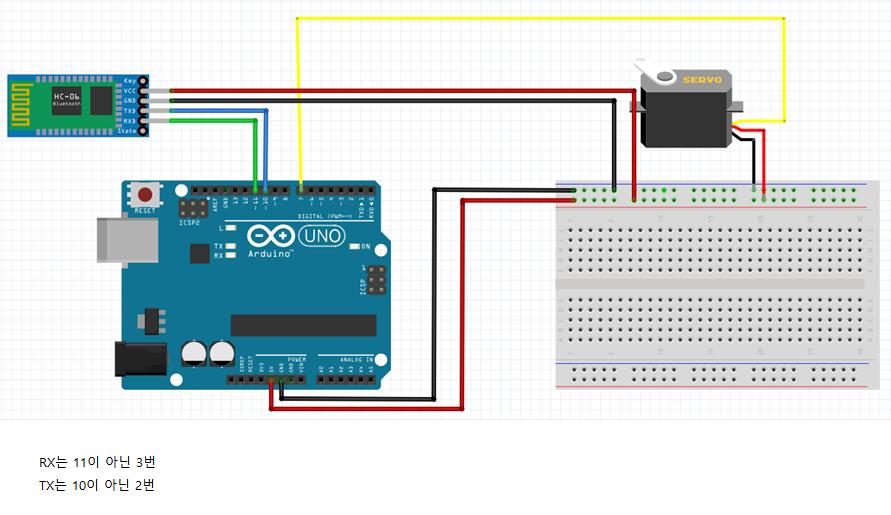 Key
VCC
GND
TXD
RXD
State
HC-06
Bluetooth
SERVO
RESET
ICSP2
AREF
GND
13
12
~11
~10
~9
8
7
~6
~5
4
~3
2
TXD 1
RXD 0
DIGITAL (PWM=~)
L
TX
RX
UNO
ON
Arduino™
ICSP
IOREF
RESET
3V3
5V
GND
GND
VIN
POWER
ANALOG IN
A0
A1
A2
A3
A4
A5
RX는 11이 아닌 3번
TX는 10이 아닌 2번